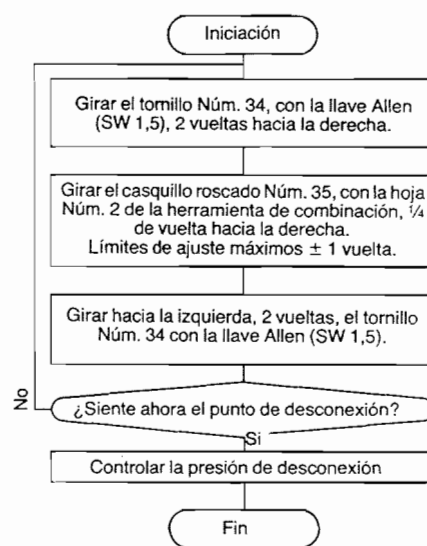 Iniciación
Girar el tornillo Núm. 34, con la llave Allen
(SW 1,5), 2 vueltas hacia la derecha.
Girar el casquillo roscado Núm. 35, con la hoja
Núm. 2 de la herramienta de combinación, ¼
de vuelta hacia la derecha.
Límites de ajuste máximos ± 1 vuelta.
Girar hacia la izquierda, 2 vueltas, el tornillo
Núm. 34 con la llave Allen (SW 1,5).
No
¿Siente ahora el punto de desconexión?
Si
Controlar la presión de desconexión
Fin